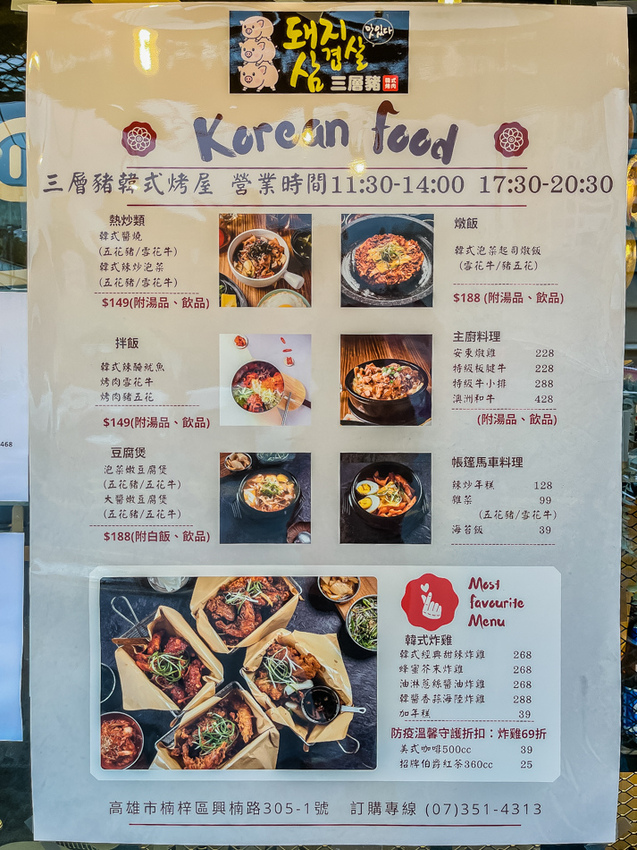 돼지
맛있다
삼겹살
三層豬 韓式烤肉
Korean food
三層豬韓式烤屋 營業時間11:30-14:00 17:30-20:30
熱炒類
韓式醬燒
(五花豬/雪花牛)
韓式辣炒泡菜
(五花豬/雪花牛)
$149(附湯品、飲品)
燉飯
韓式泡菜起司燉飯
(雪花牛/豬五花)
$188 (附湯品、飲品)
拌飯
韓式辣醃魷魚
烤肉雪花牛
烤肉豬五花
$149(附湯品、飲品)
主廚料理
安東燉雞 228
特級板腱牛 228
特級牛小排 288
澳洲和牛 428
(附湯品、飲品)
豆腐煲
泡菜嫩豆腐煲
(五花豬/五花牛)
大醬嫩豆腐煲
(五花豬/五花牛)
$188(附白飯、飲品)
帳篷馬車料理
辣炒年糕 128
雜菜 99
(五花豬/雪花牛)
海苔飯 39
Most
favourite
Menu
韓式炸雞
韓式經典甜辣炸雞 268
蜂蜜芥末炸雞 268
油淋蔥絲醬油炸雞 268
韓醬香蒜海陸炸雞 288
加年糕 39
防疫溫馨守護折扣：炸雞69折
美式咖啡500cc 39
招牌伯爵紅茶360cc 25
高雄市楠梓區興楠路305-1號 訂購專線 (07)351-4313
468